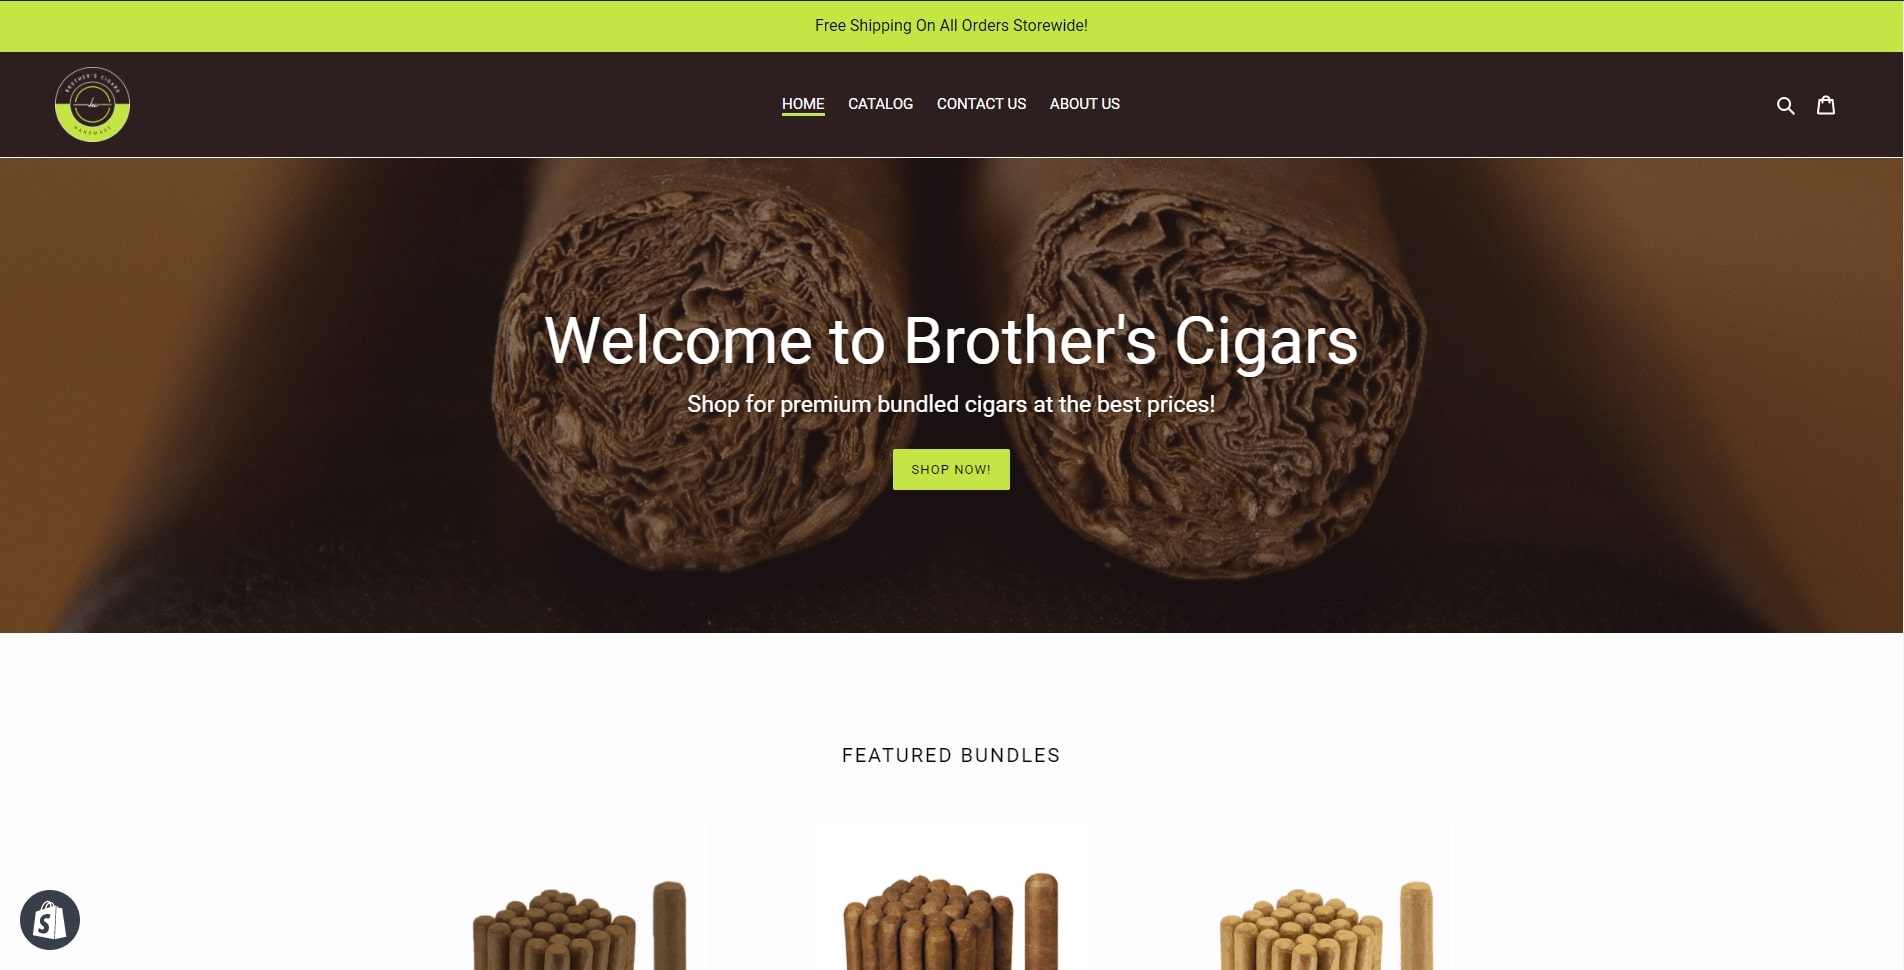 Free Shipping On All Orders Storewide!
BROTHER'S CIGARS
HANDMADE
HOME CATALOG CONTACT US ABOUT US
Welcome to Brother's Cigars
Shop for premium bundled cigars at the best prices!
SHOP NOW!
FEATURED BUNDLES